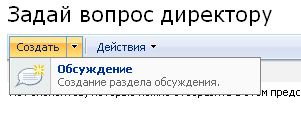 Задай вопрос директору
Создать Действия
Обсуждение
Создание раздела обсуждения.